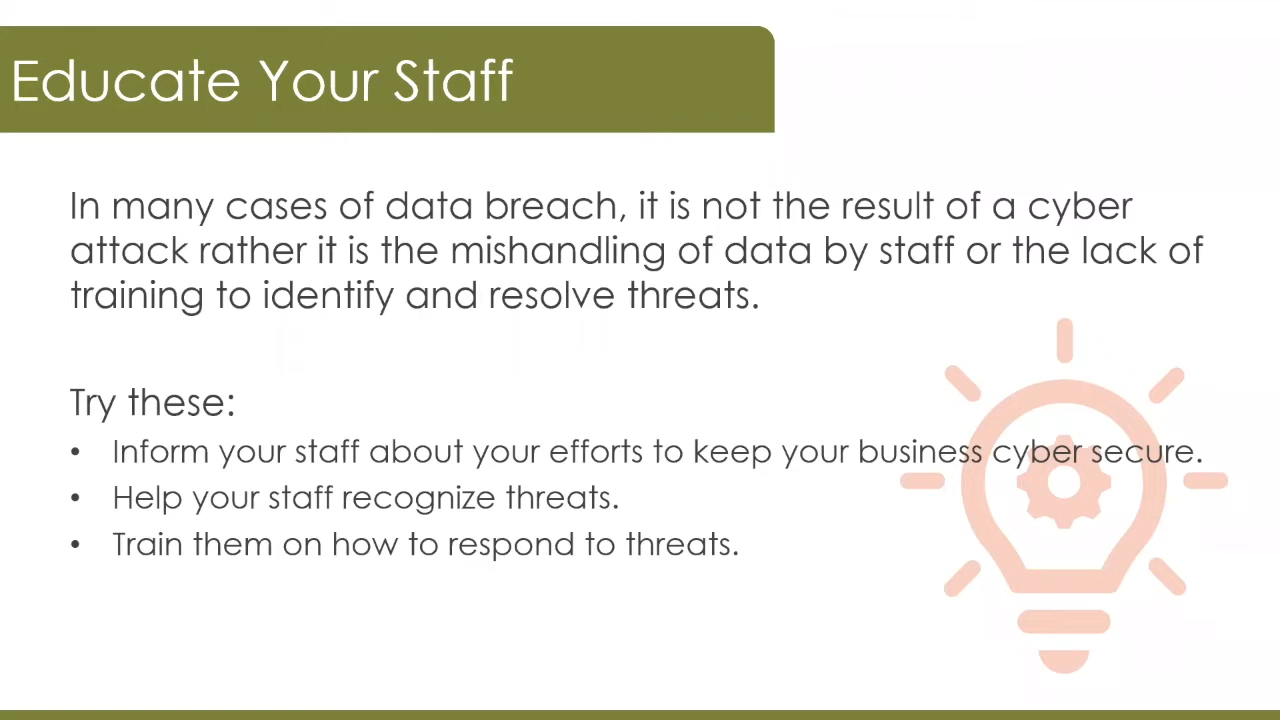 Educate Your Staff
In many cases of data breach, it is not the result of a cyber
attack rather it is the mishandling of data by staff or the lack of
training to identify and resolve threats.
Try these:
• Inform your staff about your efforts to keep your business cyber secure.
• Help your staff recognize threats.
• Train them on how to respond to threats.